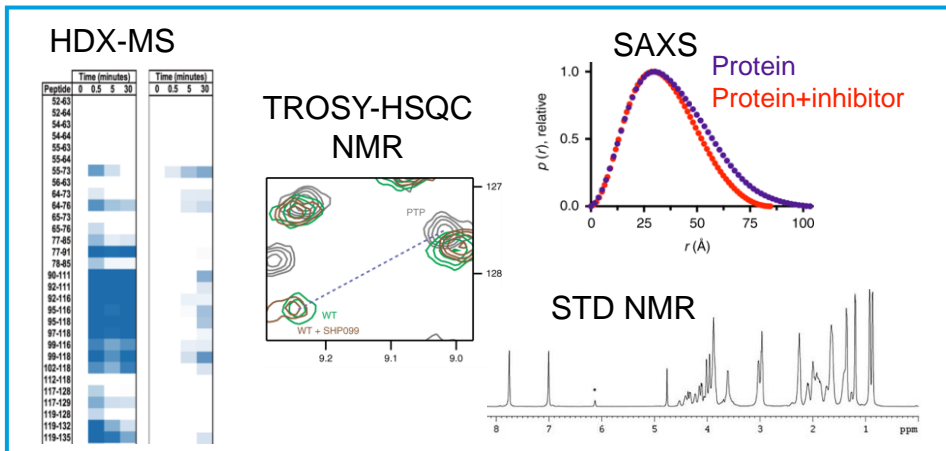 HDX-MS
Time (minutes) Time (minutes)
Peptide 0 0.5 5 30 0 0.5 5 30
52-63
52-64
54-63
54-64
55-63
55-64
55-73
56-63
64-73
64-76
65-73
65-76
77-85
77-91
78-85
90-111
92-111
92-116
95-116
95-118
97-118
99-116
99-118
102-118
112-118
117-128
117-129
119-128
119-132
119-135
TROSY-HSQC
NMR
PTP
WT
WT + SHP099
127
128
9.2 9.1 9.0
SAXS
Protein
Protein+inhibitor
p (r), relative
1.0
0.5
0.0
0 25 50 75 100
r (Å)
STD NMR
*
8 7 6 5 4 3 2 1 ppm